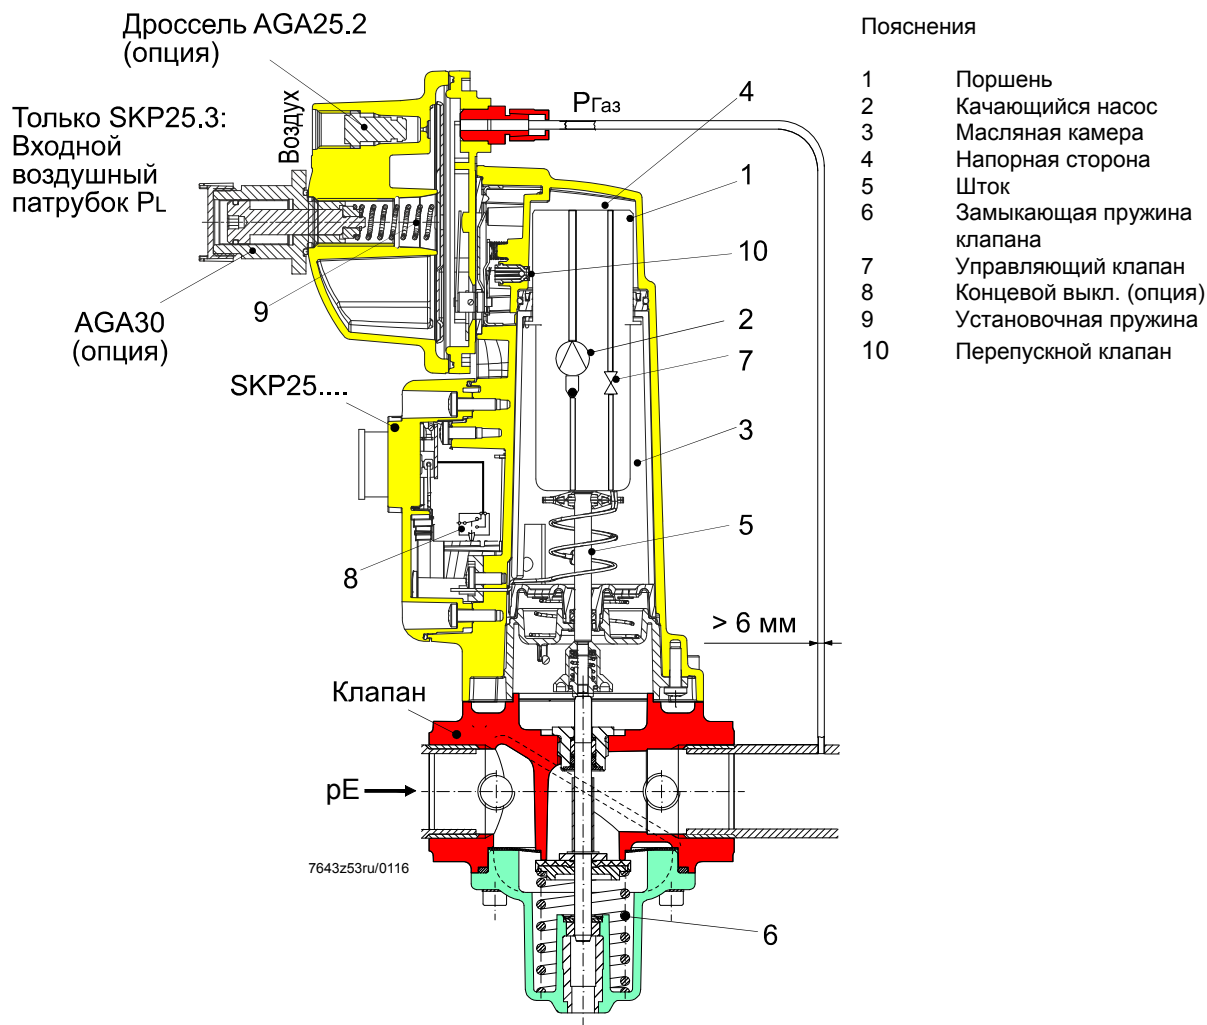 Дроссель AGA25.2
(опция)
Только SKP25.3:
Входной
воздушный
патрубок PL
Воздух
PГаз
4
1
10
9
AGA30
(опция)
2
7
SKP25....
3
5
8
> 6 мм
Клапан
pE
7643z53ru/0116
6
Пояснения
1 Поршень
2 Качающийся насос
3 Масляная камера
4 Напорная сторона
5 Шток
6 Замыкающая пружина
клапана
7 Управляющий клапан
8 Концевой выкл. (опция)
9 Установочная пружина
10 Перепускной клапан